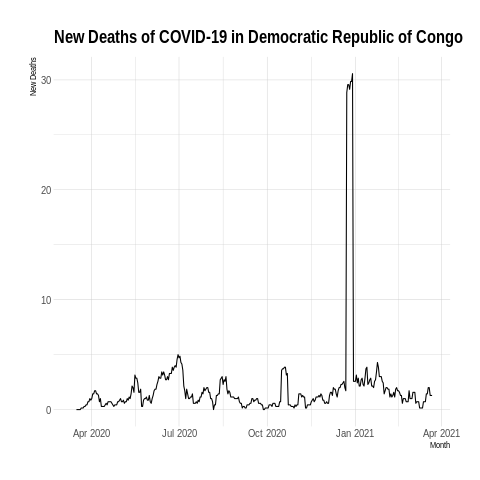 New Deaths of COVID-19 in Democratic Republic of Congo
New Deaths
30
20
10
0
Apr 2020 Jul 2020 Oct 2020 Jan 2021 Apr 2021
Month